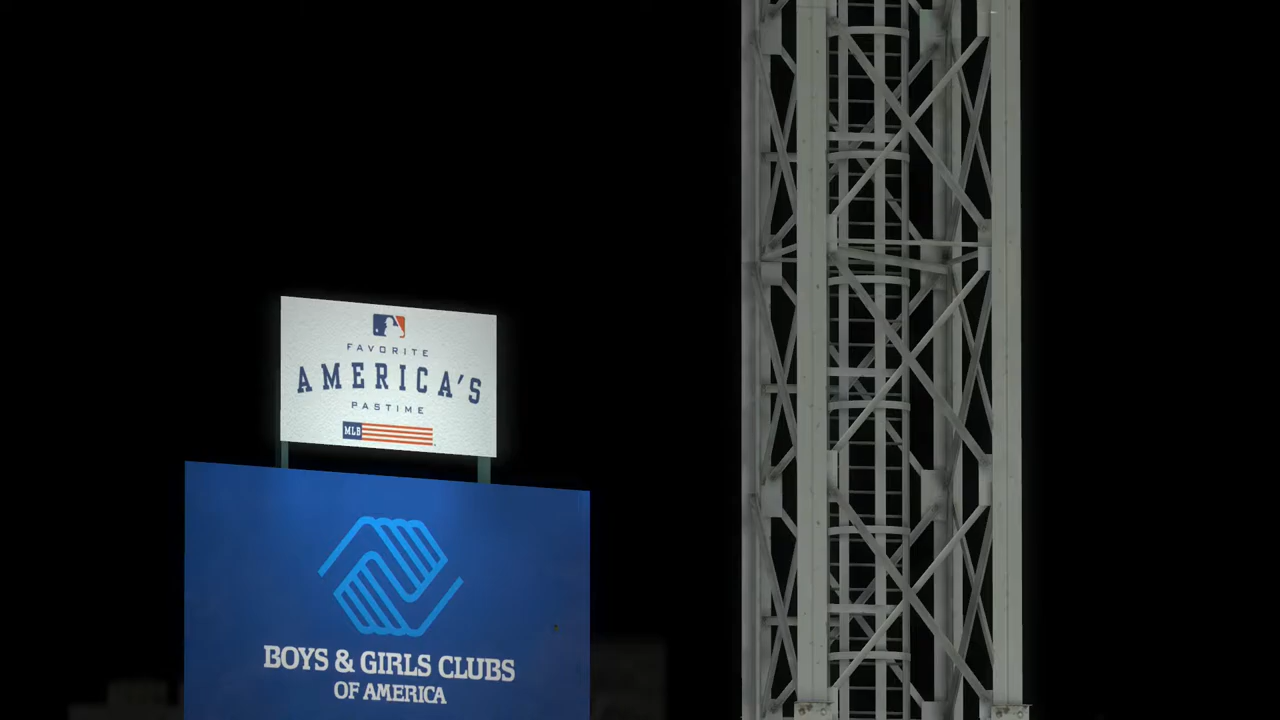 FAVORITE
AMERICA'S
PASTIME
MLB
BOYS & GIRLS CLUBS
OF AMERICA